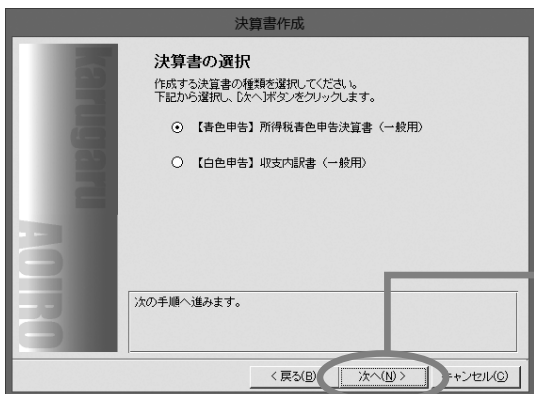 決算書作成
karugaru
AOIRO
決算書の選択
作成する決算書の種類を選択してください。
下記から選択し、[次へ]ボタンをクリックします。
【青色申告】所得税青色申告決算書（一般用）
【白色申告】収支内訳書（一般用）
次の手順へ進みます。
< 戻る(B)
次へ(N) >
キャンセル(C)